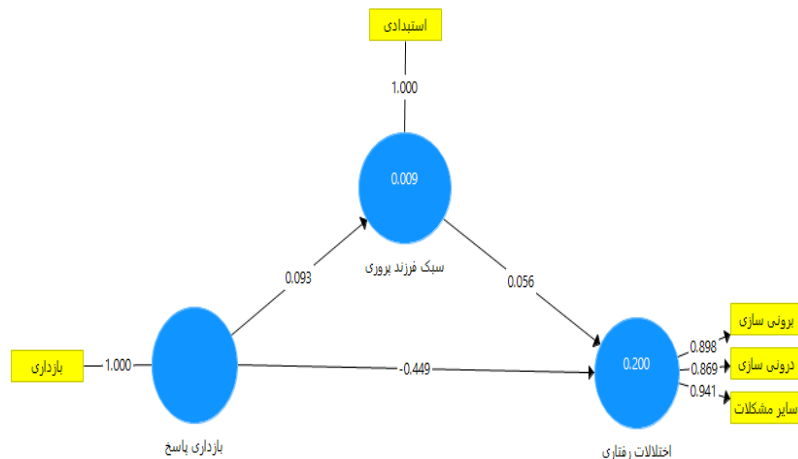 استبدادی
1.000
0.009
سبک فرزند پروری
0.093
0.056
بازداری
1.000
بازداری پاسخ
-0.449
0.200
اختلالات رفتاری
0.898
برونی سازی
0.869
درونی سازی
0.941
سایر مشکلات